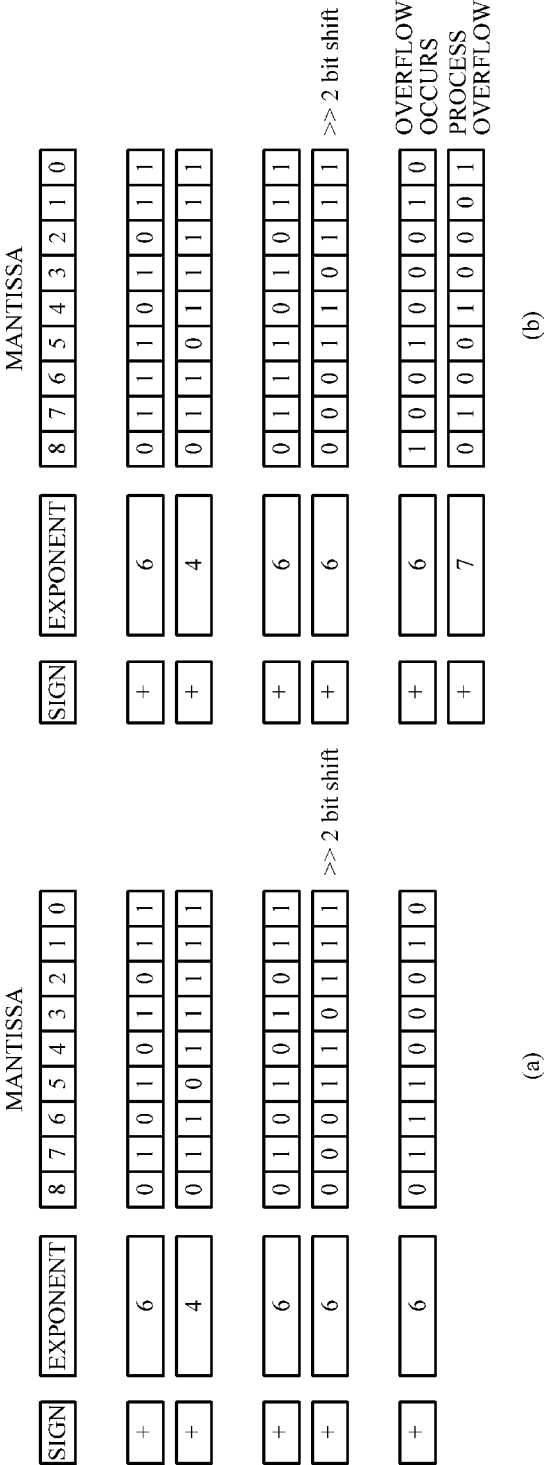 MANTISSA
SIGN EXPONENT 8 7 6 5 4 3 2 1 0
+ 6 0 1 0 1 0 1 0 1 1
+ 4 0 1 1 0 1 1 1 1 1
+ 6 0 1 0 1 0 1 0 1 1
+ 6 0 0 0 1 1 0 1 1 1 >> 2 bit shift
+ 6 0 1 1 1 0 0 0 1 0
(a)
MANTISSA
SIGN EXPONENT 8 7 6 5 4 3 2 1 0
+ 6 0 1 1 1 0 1 0 1 1
+ 4 0 1 1 0 1 1 1 1 1
+ 6 0 1 1 1 0 1 0 1 1
+ 6 0 0 0 1 1 0 1 1 1 >> 2 bit shift
+ 6 1 0 0 1 0 0 0 1 0 OVERFLOW
OCCURS
+ 7 0 1 0 0 1 0 0 0 1 PROCESS
OVERFLOW
(b)